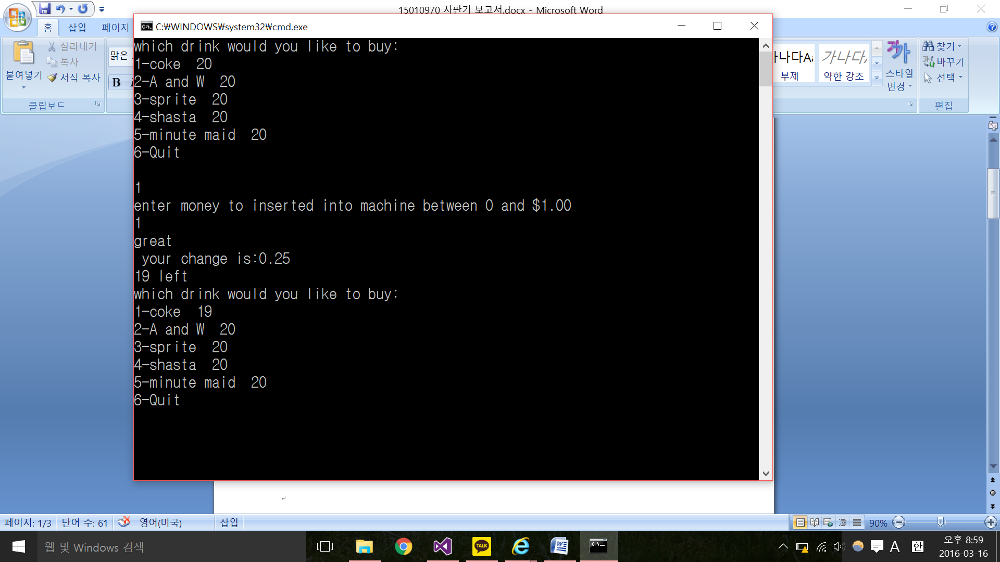 15010970 자판기 보고서.docx - Microsoft Word
홈 삽입 페이지
C:₩WINDOWS₩system32₩cmd.exe
잘라내기
복사
서식 복사
붙여넣기
클립보드
맑은
B
가나다Aa
부제
약한 강조
스타일
변경
찾기
바꾸기
선택
편집
which drink would you like to buy:
1-coke  20
2-A and W  20
3-sprite  20
4-shasta  20
5-minute maid  20
6-Quit
1
enter money to inserted into machine between 0 and $1.00
1
great
your change is:0.25
19 left
which drink would you like to buy:
1-coke  19
2-A and W  20
3-sprite  20
4-shasta  20
5-minute maid  20
6-Quit
페이지: 1/3 단어 수: 61 영어(미국) 삽입 90%
웹 및 Windows 검색
TALK
A 한
오후 8:59
2016-03-16